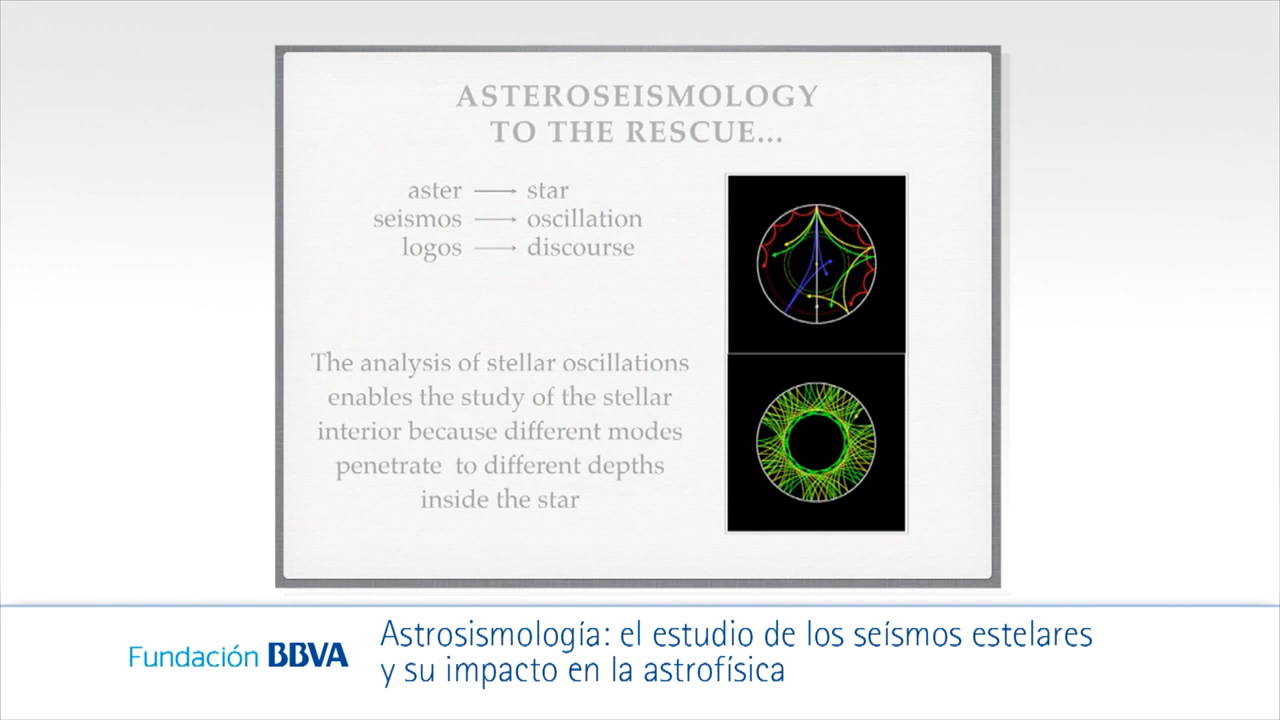 ASTEROSEISMOLOGY
TO THE RESCUE...
aster → star
seismos → oscillation
logos → discourse
The analysis of stellar oscillations
enables the study of the stellar
interior because different modes
penetrate to different depths
inside the star
Fundación BBVA
Astrosismología: el estudio de los seísmos estelares
y su impacto en la astrofísica